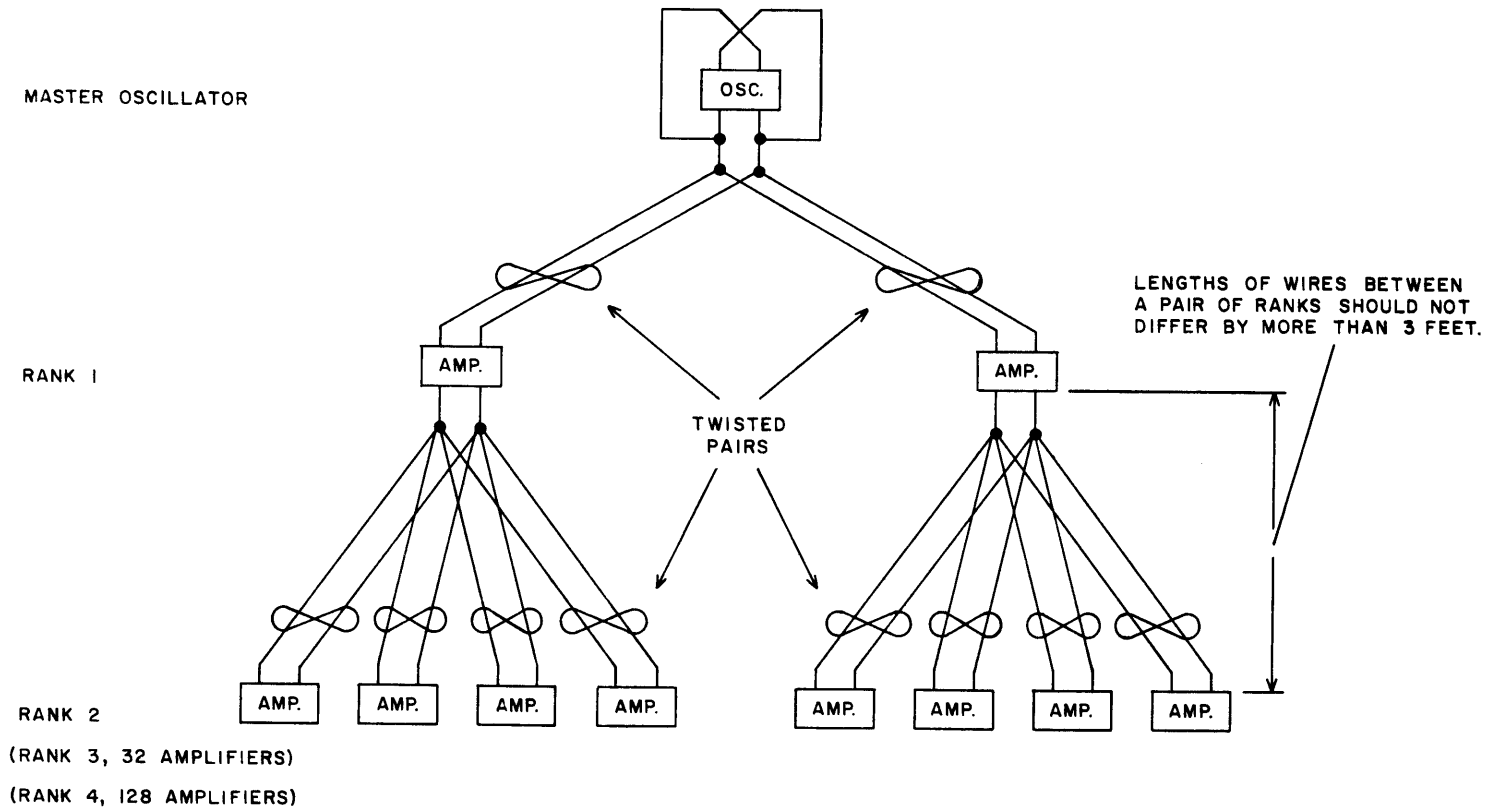 OSC.
MASTER OSCILLATOR
LENGTHS OF WIRES BETWEEN
A PAIR OF RANKS SHOULD NOT
DIFFER BY MORE THAN 3 FEET.
RANK 1
AMP.
AMP.
TWISTED
PAIRS
RANK 2
AMP.
AMP.
AMP.
AMP.
AMP.
AMP.
AMP.
AMP.
(RANK 3, 32 AMPLIFIERS)
(RANK 4, 128 AMPLIFIERS)